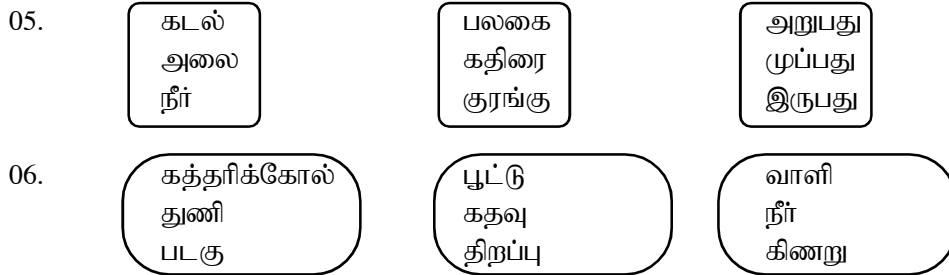 05. கடல் பலகை அறுபது
அலை கதிரை முப்பது
நீர் குரங்கு இருபது
06. கத்தரிக்கோல் பூட்டு வாளி
துணி கதவு நீர்
படகு திறப்பு கிணறு